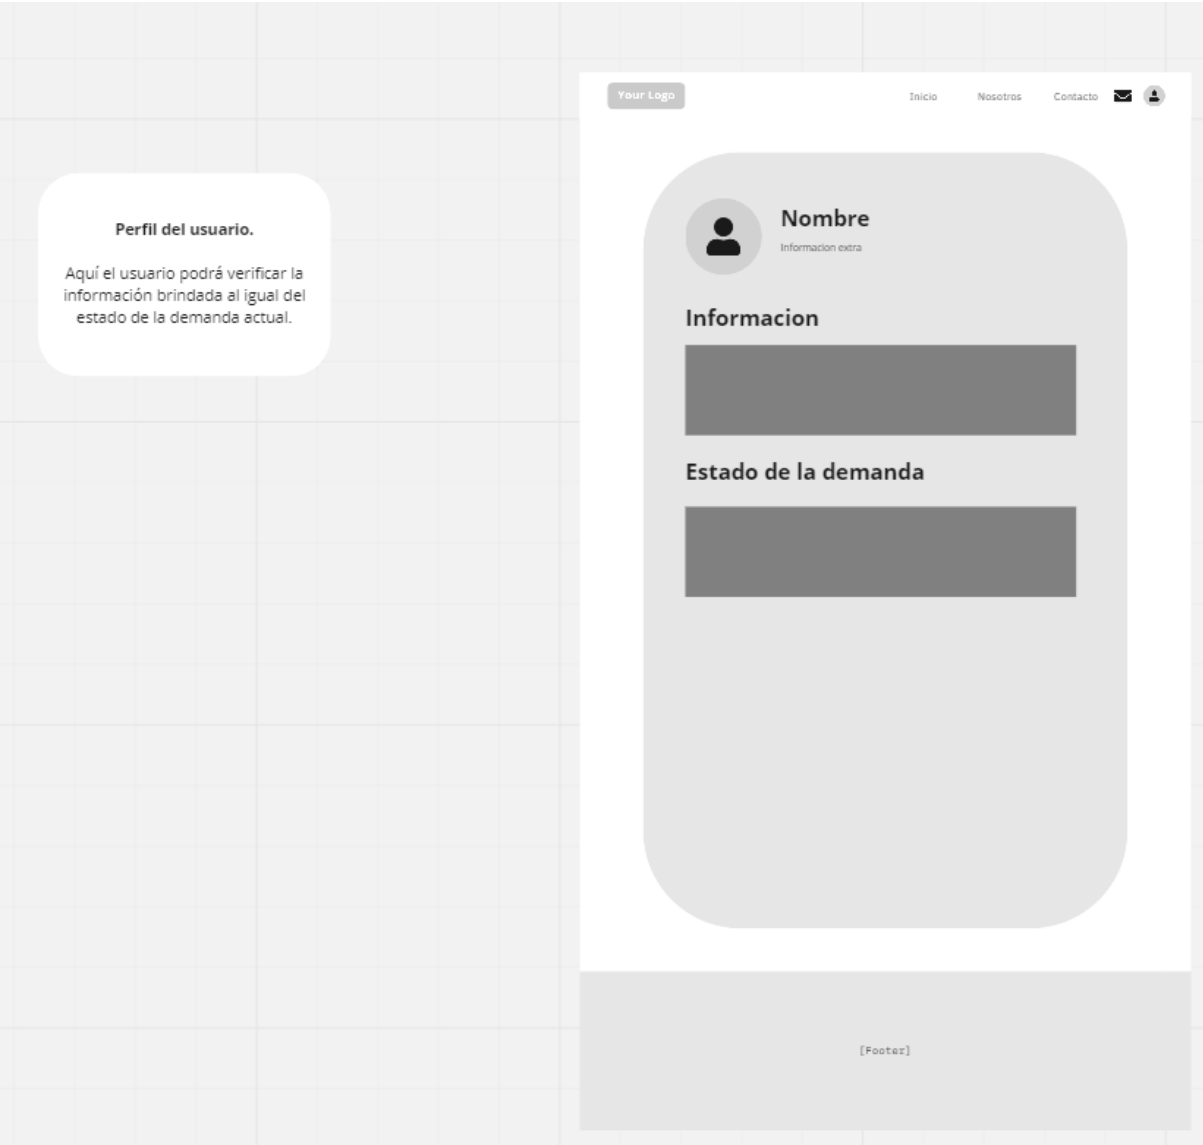 Your Logo
Inicio
Nosotros
Contacto
Perfil del usuario.
Aquí el usuario podrá verificar la
información brindada al igual del
estado de la demanda actual.
Nombre
Informacion extra
Informacion
Estado de la demanda
[Footer]